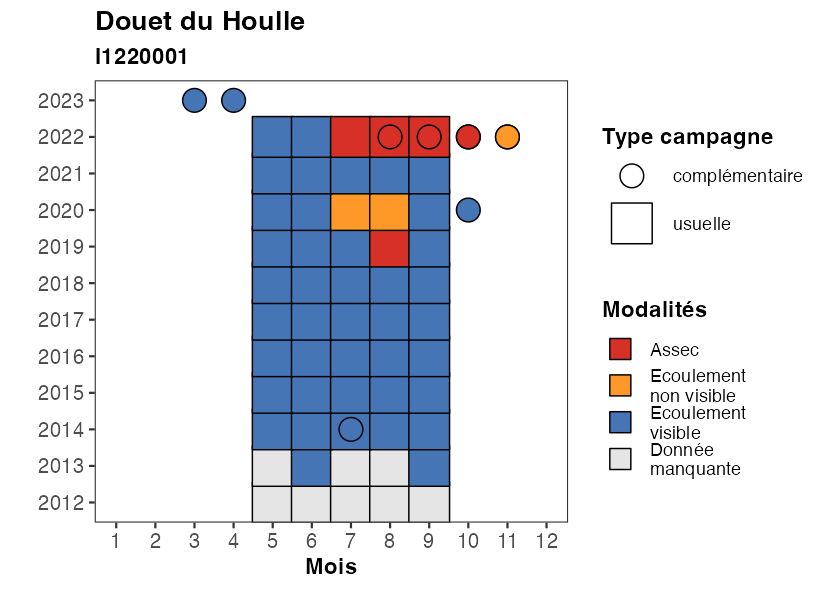 Douet du Houlle
I1220001
2023
2022
2021
2020
2019
2018
2017
2016
2015
2014
2013
2012
1 2 3 4 5 6 7 8 9 10 11 12
Mois
Type campagne
complémentaire
usuelle
Modalités
Assec
Ecoulement
non visible
Ecoulement
visible
Donnée
manquante